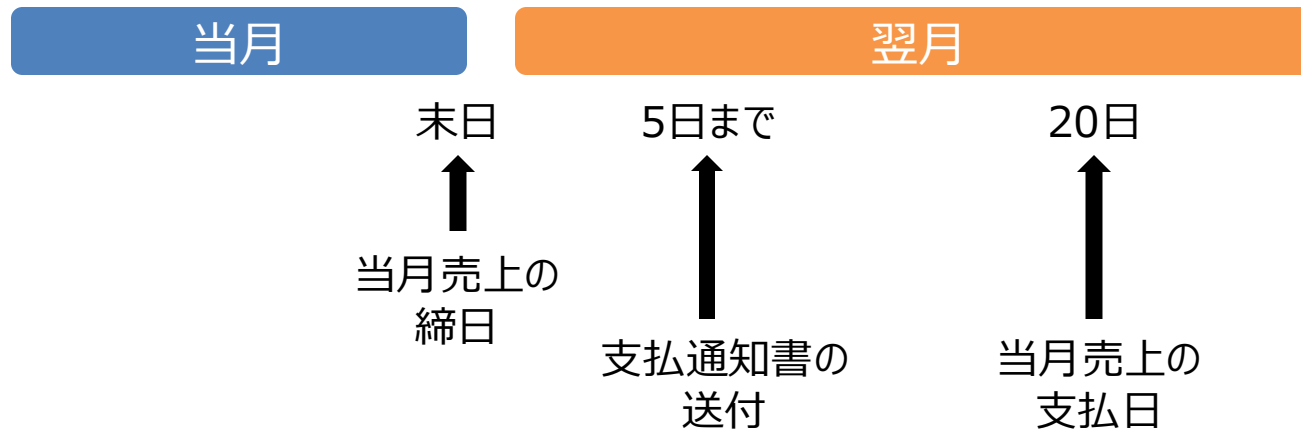 当月
翌月
末日
5日まで
20日
当月売上の
締日
支払通知書の
送付
当月売上の
支払日